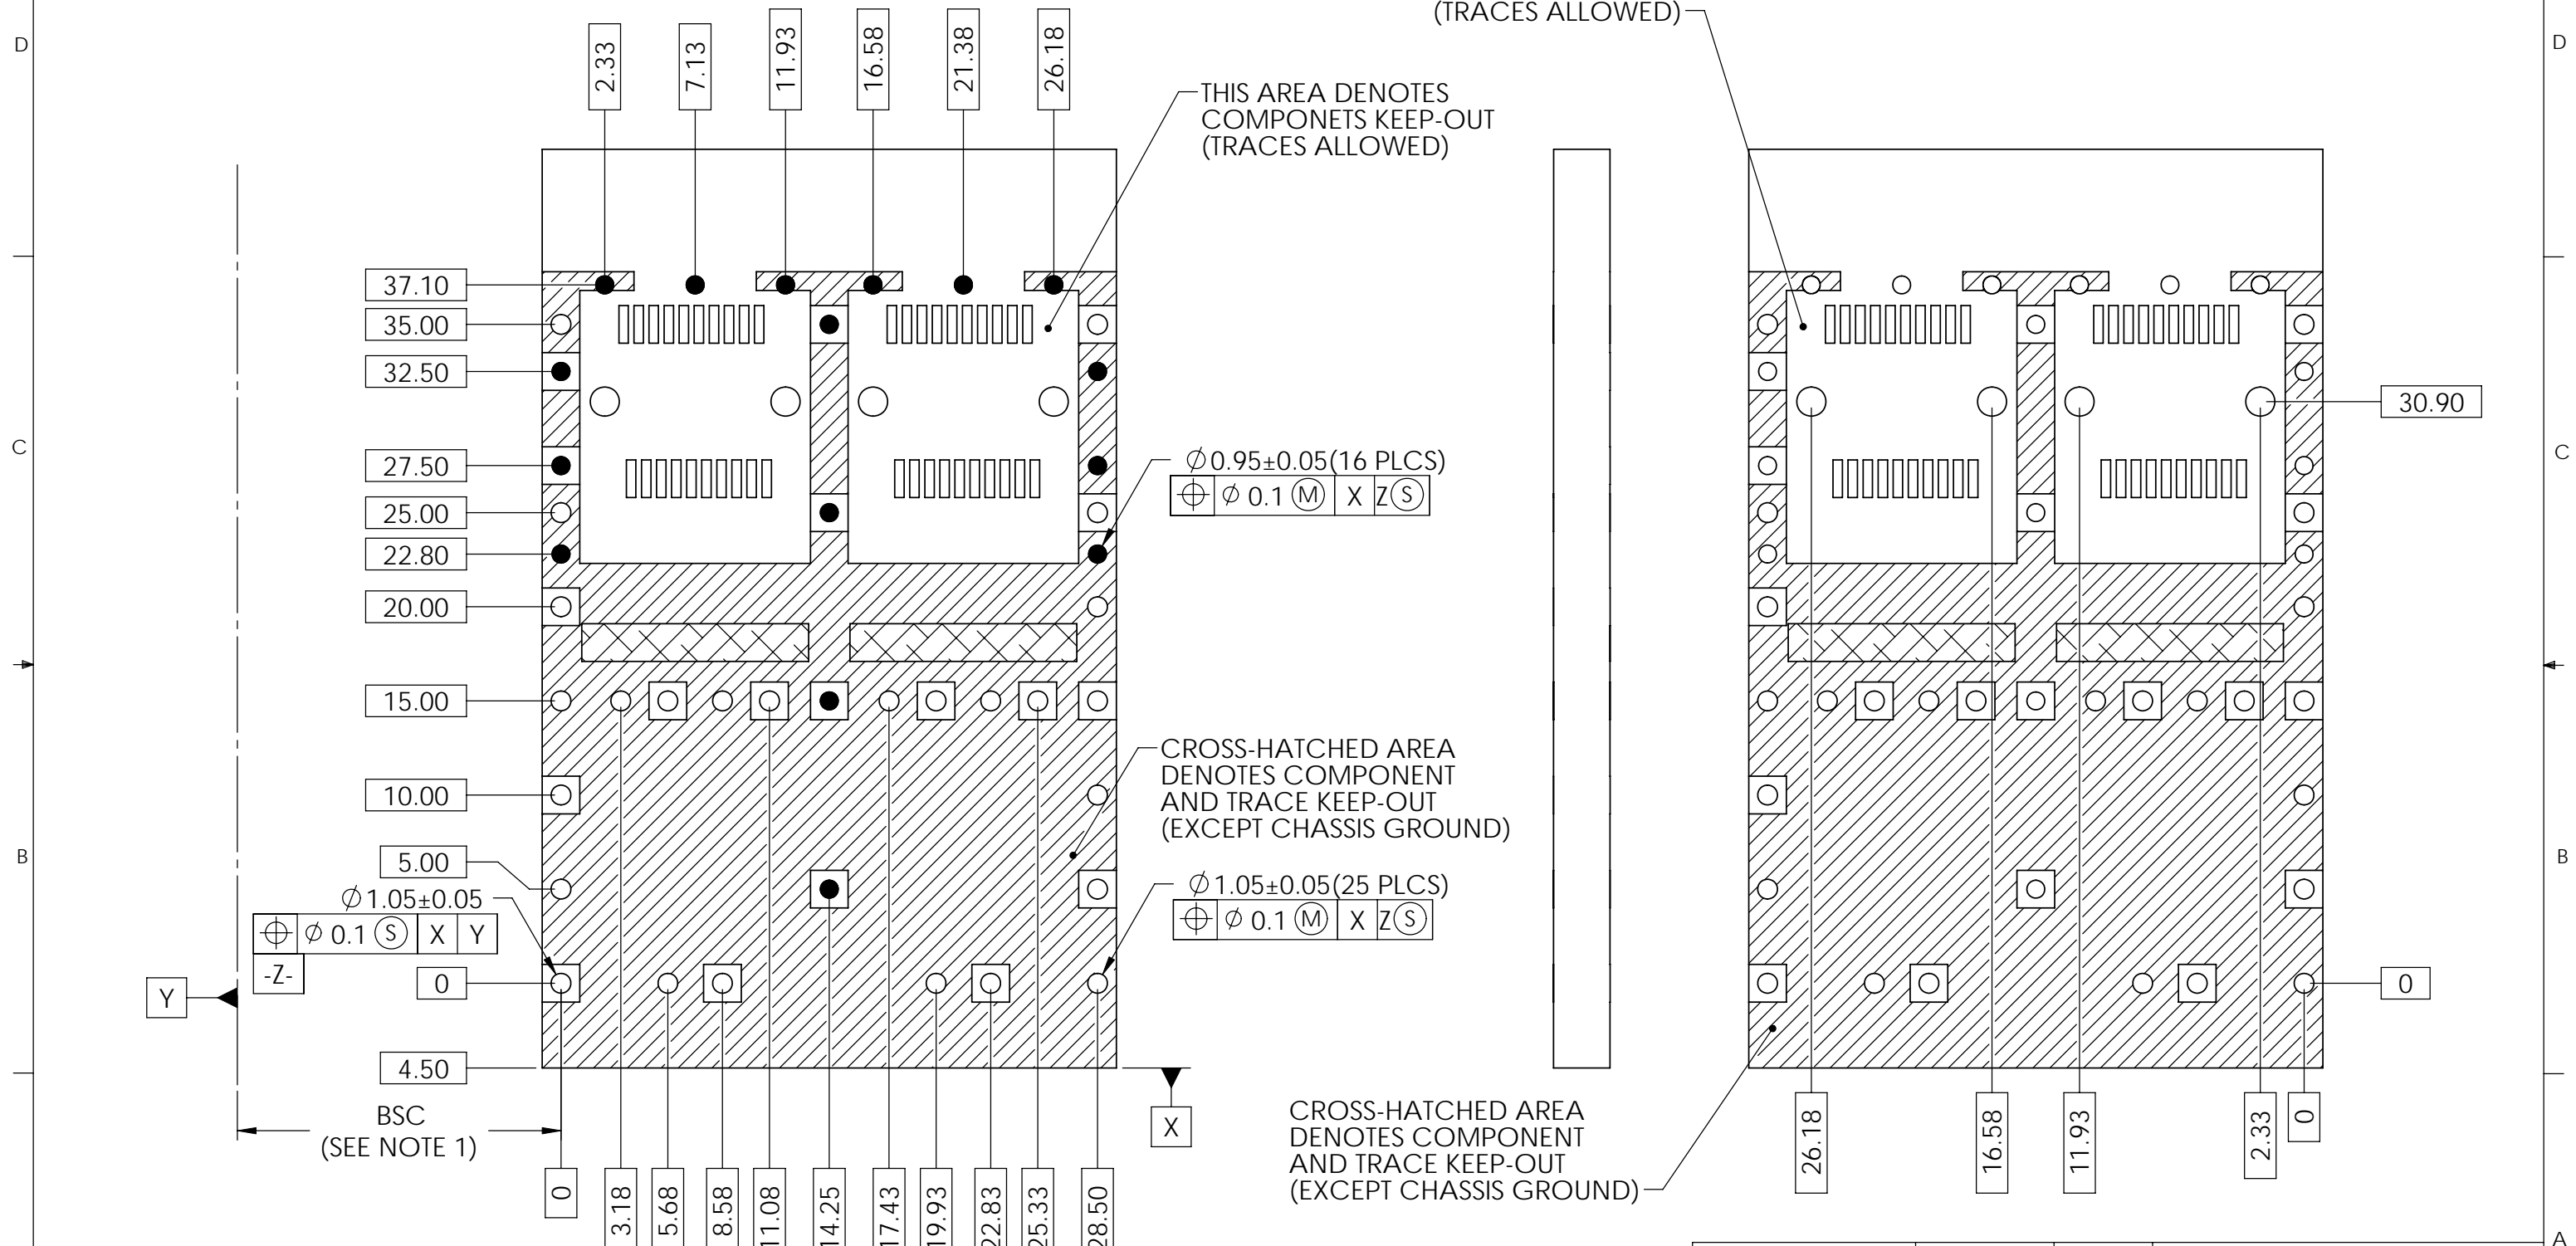 (TRACES ALLOWED)
D
D
2.33
7.13
11.93
16.58
21.38
26.18
THIS AREA DENOTES
COMPONETS KEEP-OUT
(TRACES ALLOWED)
37.10
35.00
32.50
30.90
C
C
27.50
25.00
22.80
20.00
⌀0.95±0.05(16 PLCS)
⌖ ⌀ 0.1 Ⓜ X ZⓈ
15.00
10.00
5.00
CROSS-HATCHED AREA
DENOTES COMPONENT
AND TRACE KEEP-OUT
(EXCEPT CHASSIS GROUND)
B
B
⌀1.05±0.05
⌖ ⌀ 0.1 Ⓢ X Y
-Z-
⌀1.05±0.05(25 PLCS)
⌖ ⌀ 0.1 Ⓜ X ZⓈ
0
0
Y
4.50
BSC
(SEE NOTE 1)
X
CROSS-HATCHED AREA
DENOTES COMPONENT
AND TRACE KEEP-OUT
(EXCEPT CHASSIS GROUND)
26.18
16.58
11.93
2.33
0
0
3.18
5.68
8.58
11.08
14.25
17.43
19.93
22.83
25.33
28.50
A